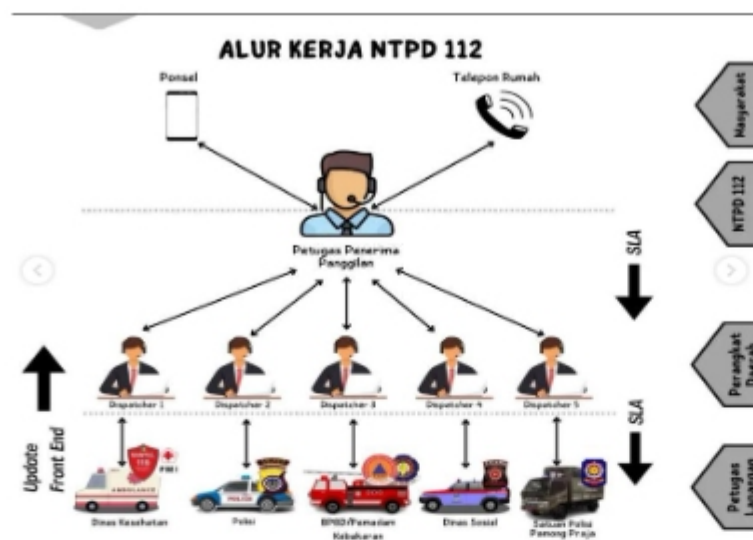 ALUR KERJA NTPD 112
Ponsel
Telepon Rumah
Masyarakat
NTPD 112
Petugas Penerima
Panggilan
SLA
Perangkat
Dispatcher 1
Dispatcher 2
Dispatcher 3
Dispatcher 4
Dispatcher 5
Update
Front End
SLA
AMBULANCE
POLICE
Dinas Kesehatan
Polisi
BPBD/Pemadam
Kebakaran
Dinas Sosial
Satuan Polisi
Pamong Praja
Petugas